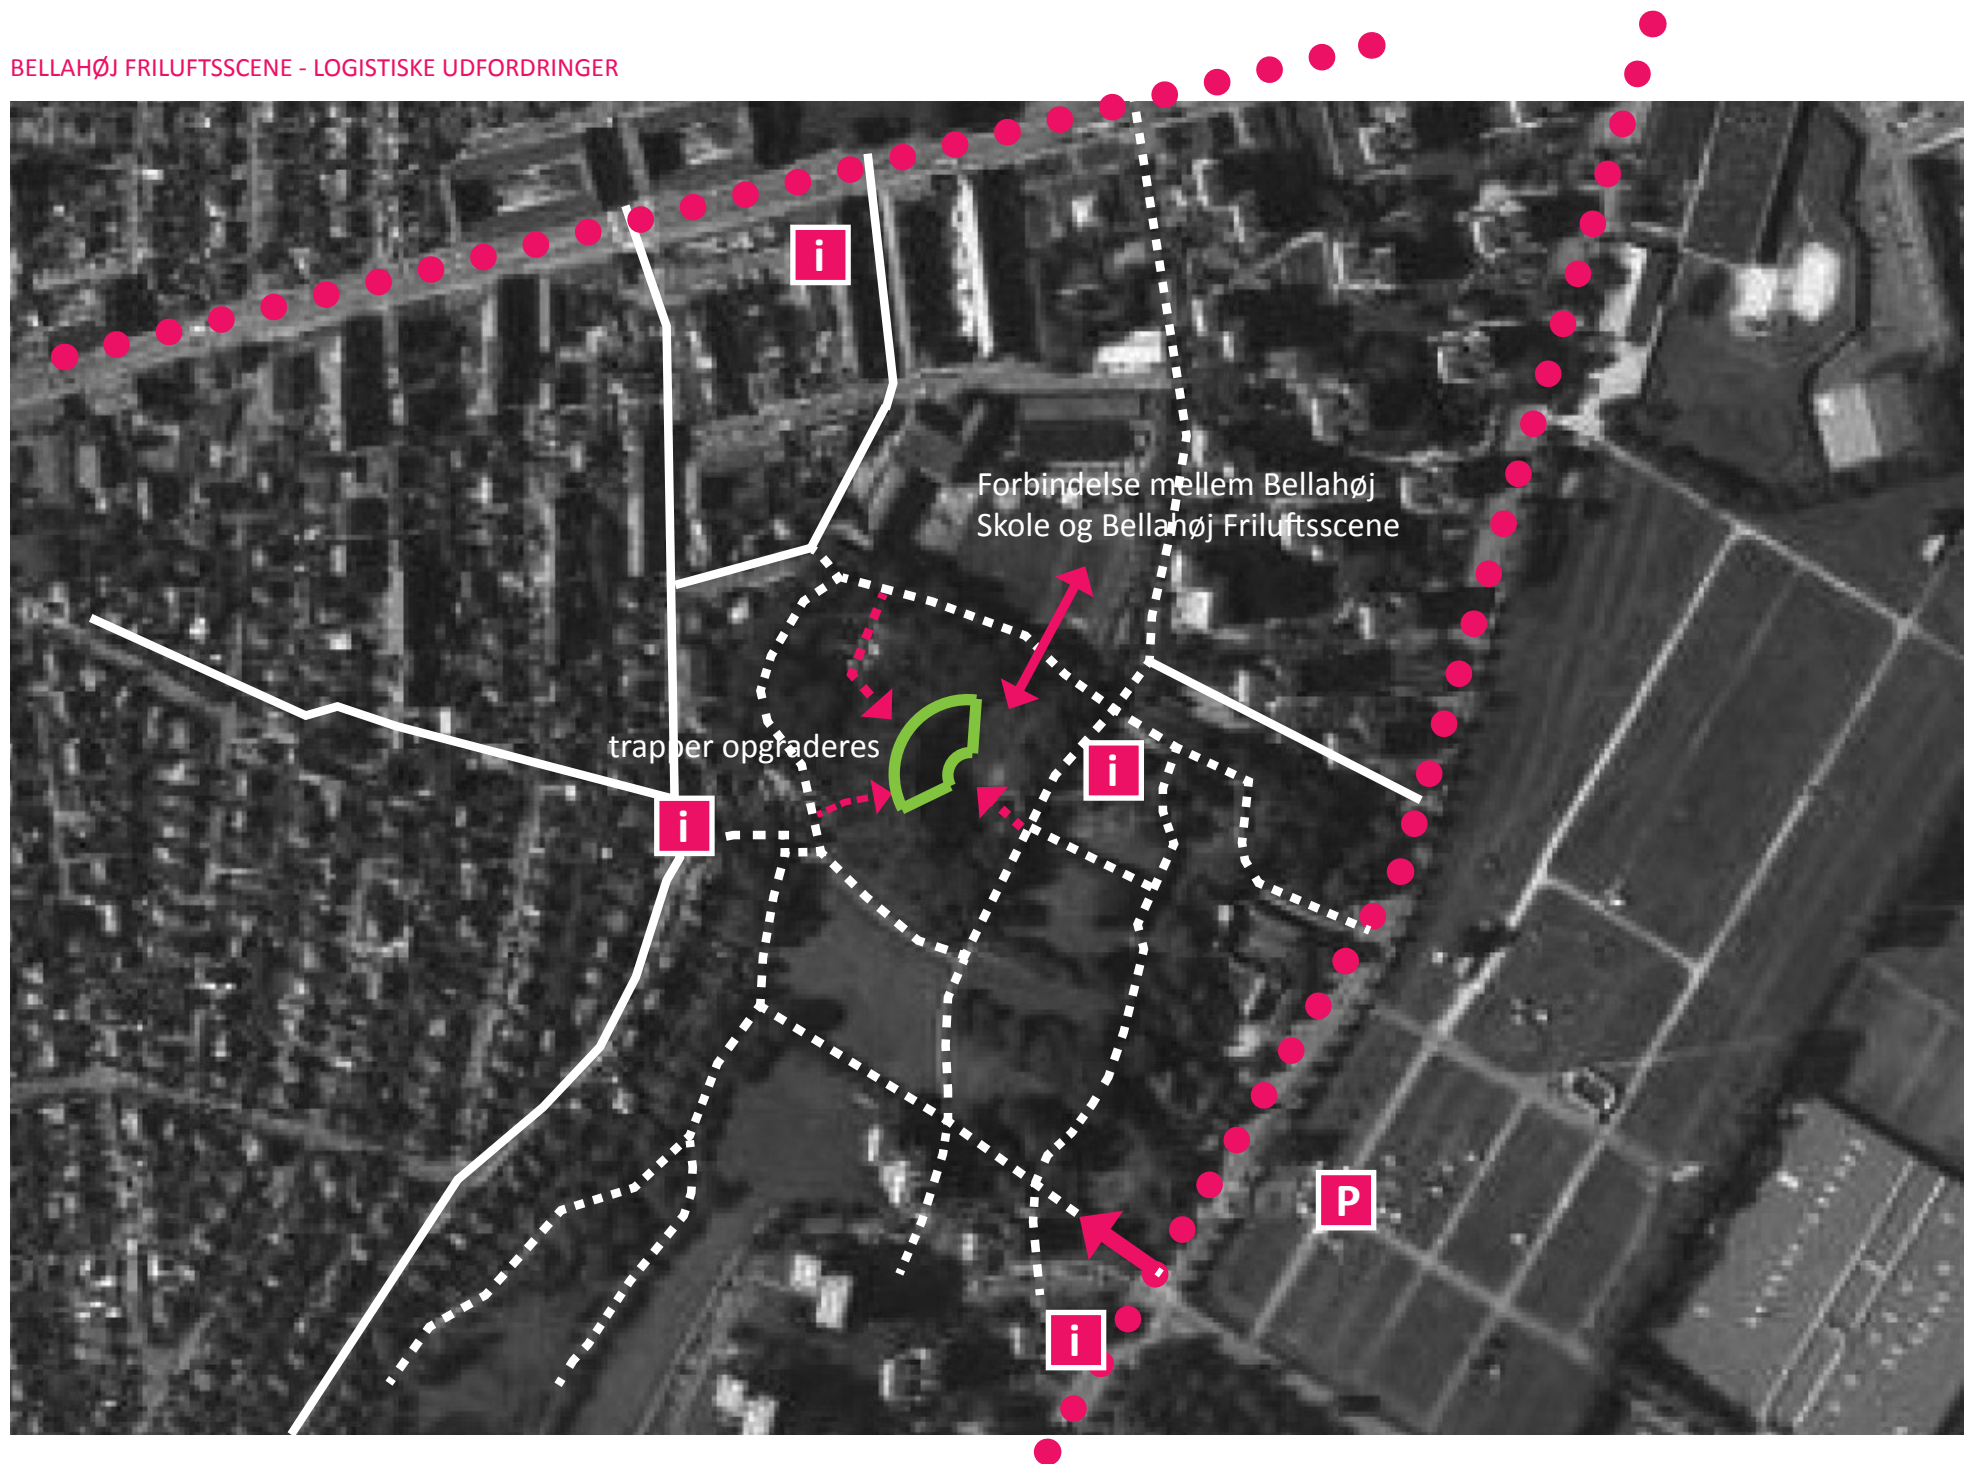 BELLAHØJ FRILUFTSSCENE - LOGISTISKE UDFORDRINGER
i
Forbindelse mellem Bellahøj
Skole og Bellahøj Friluftsscene
trapper opgraderes
i
i
P
i